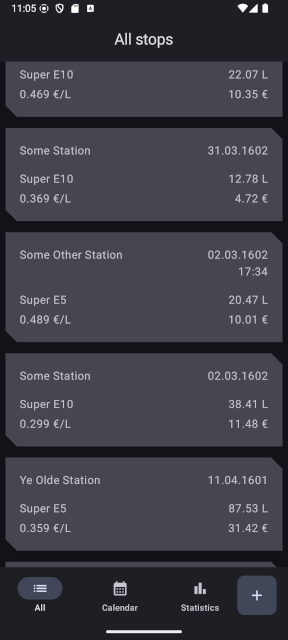 11:05
All stops
Super E10 22.07 L
0.469 €/L 10.35 €
Some Station 31.03.1602
Super E10 12.78 L
0.369 €/L 4.72 €
Some Other Station 02.03.1602
17:34
Super E5 20.47 L
0.489 €/L 10.01 €
Some Station 02.03.1602
Super E10 38.41 L
0.299 €/L 11.48 €
Ye Olde Station 11.04.1601
Super E5 87.53 L
0.359 €/L 31.42 €
All Calendar Statistics +